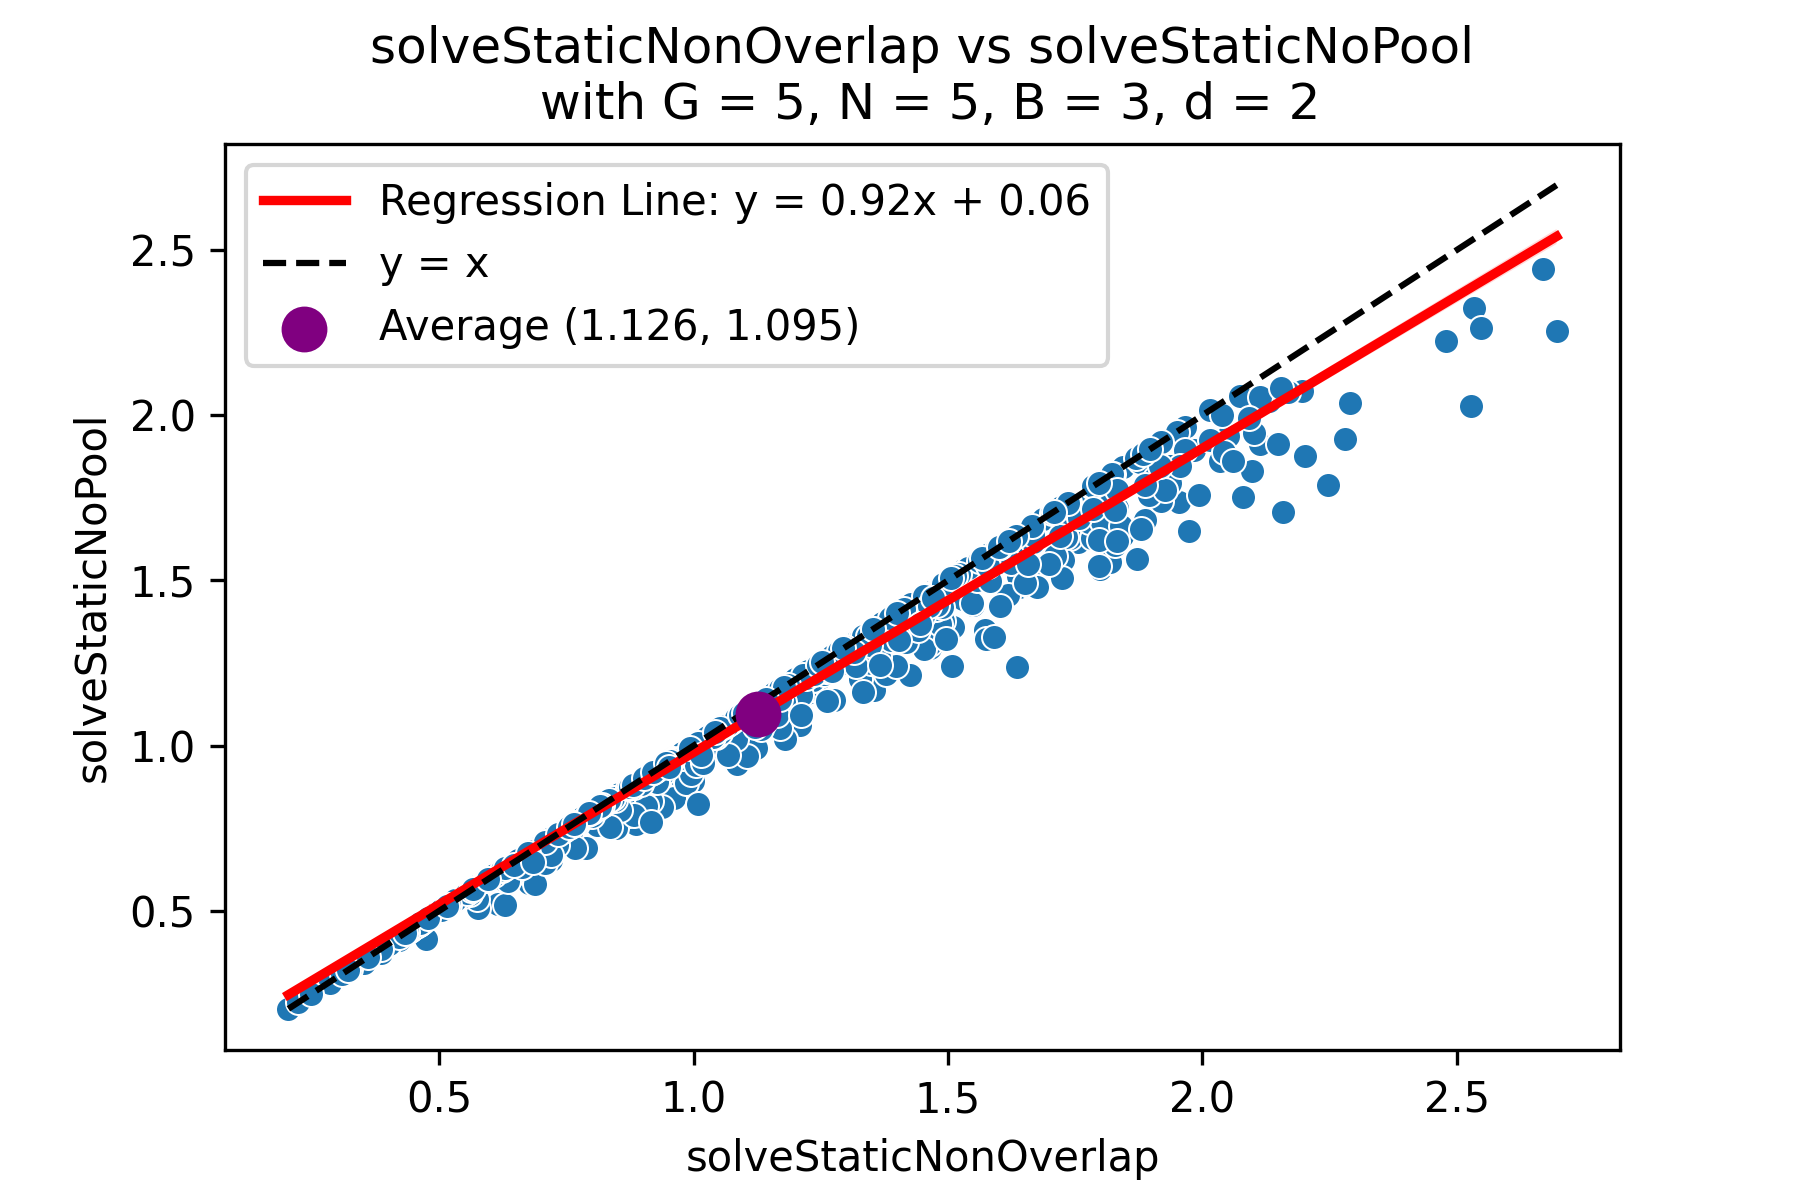 solveStaticNonOverlap vs solveStaticNoPool
with G = 5, N = 5, B = 3, d = 2
Regression Line: y = 0.92x + 0.06
y = x
Average (1.126, 1.095)
solveStaticNoPool
2.5
2.0
1.5
1.0
0.5
0.5
1.0
1.5
2.0
2.5
solveStaticNonOverlap